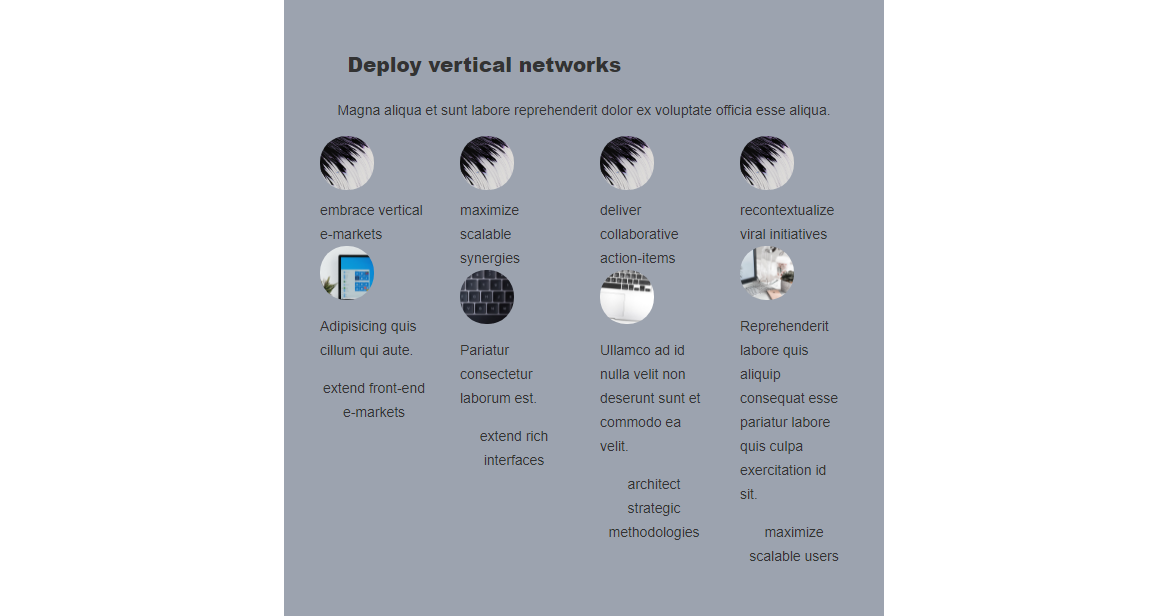 Deploy vertical networks
Magna aliqua et sunt labore reprehenderit dolor ex voluptate officia esse aliqua.
embrace vertical
e-markets
Adipisicing quis
cillum qui aute.
extend front-end
e-markets
maximize
scalable
synergies
Pariatur
consectetur
laborum est.
extend rich
interfaces
deliver
collaborative
action-items
Ullamco ad id
nulla velit non
deserunt sunt et
commodo ea
velit.
architect
strategic
methodologies
recontextualize
viral initiatives
Reprehenderit
labore quis
aliquip
consequat esse
pariatur labore
quis culpa
exercitation id
sit.
maximize
scalable users